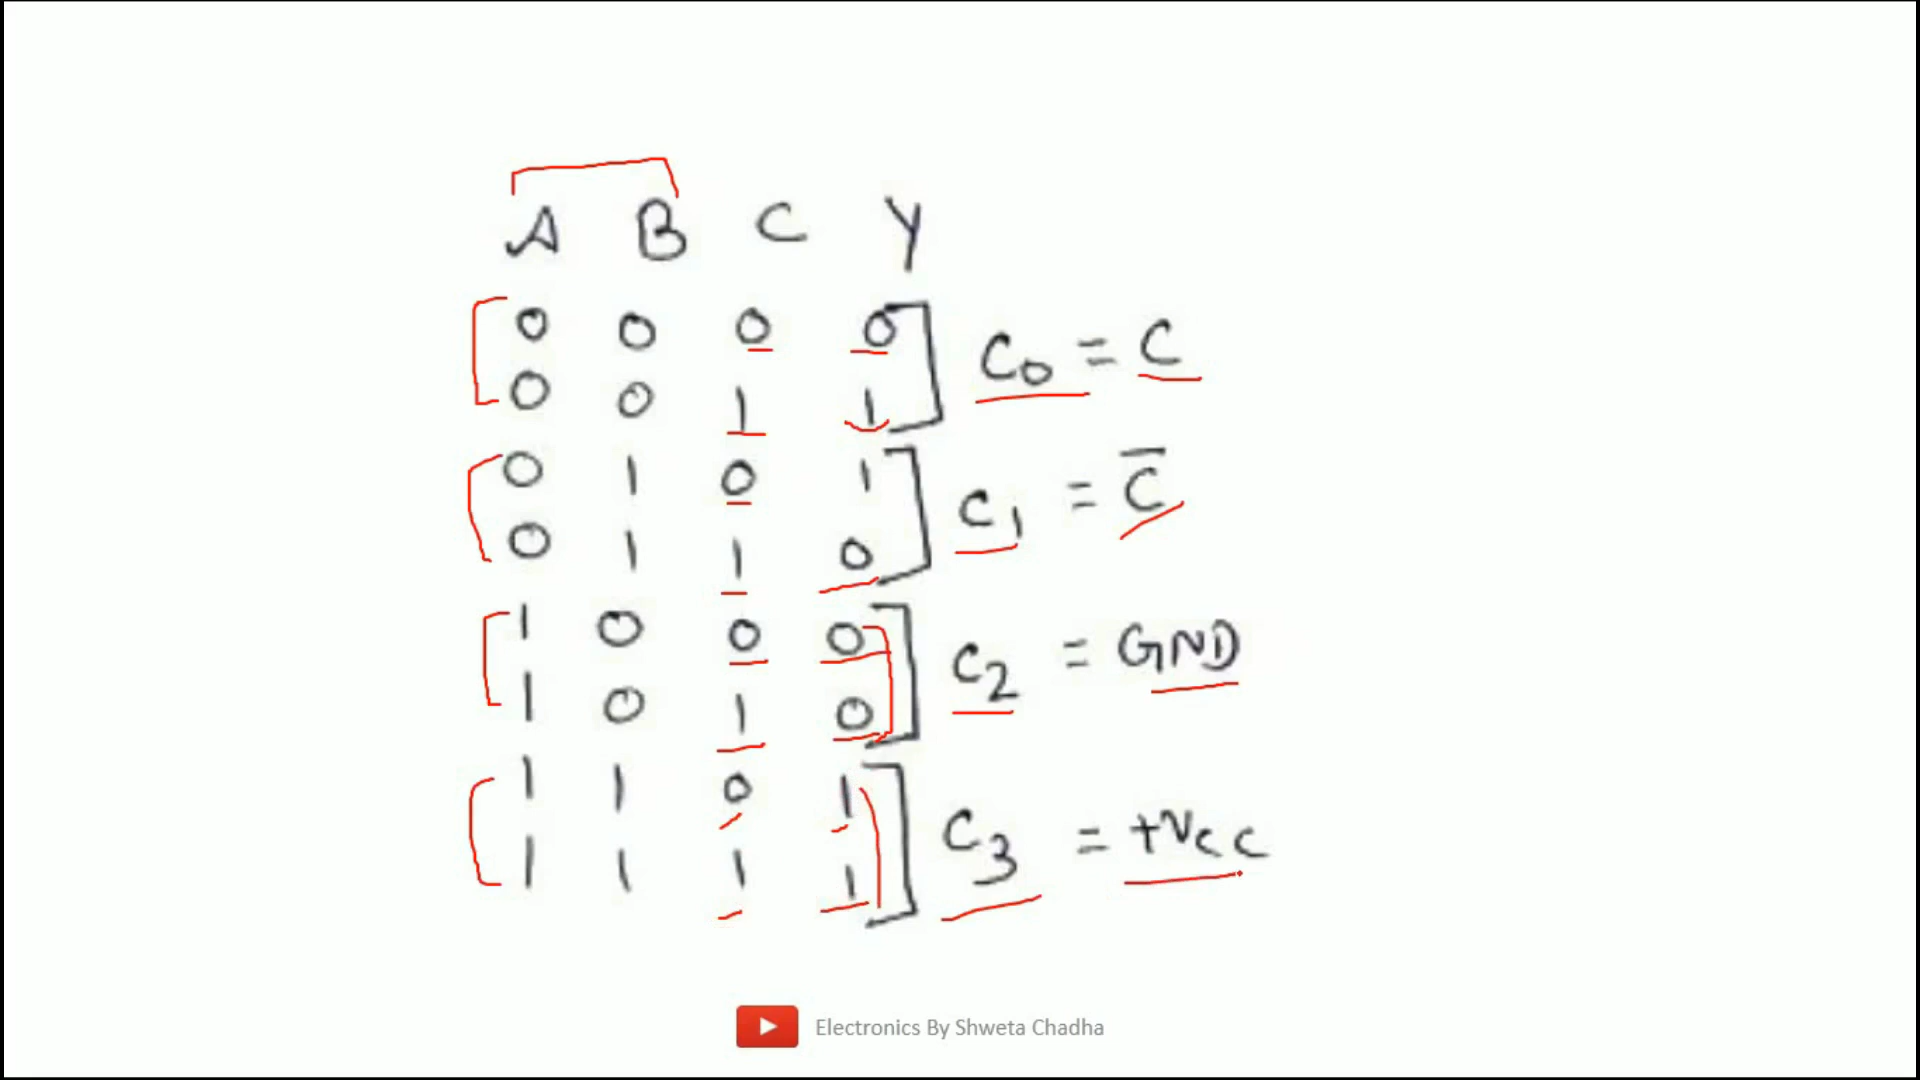 A B C Y
0 0 0 0 ] C₀ = C
0 0 1 1
0 1 0 1 ] C₁ = C̅
0 1 1 0
1 0 0 0 ] C₂ = GND
1 0 1 0
1 1 0 1 ] C₃ = +Vcc
1 1 1 1
Electronics By Shweta Chadha